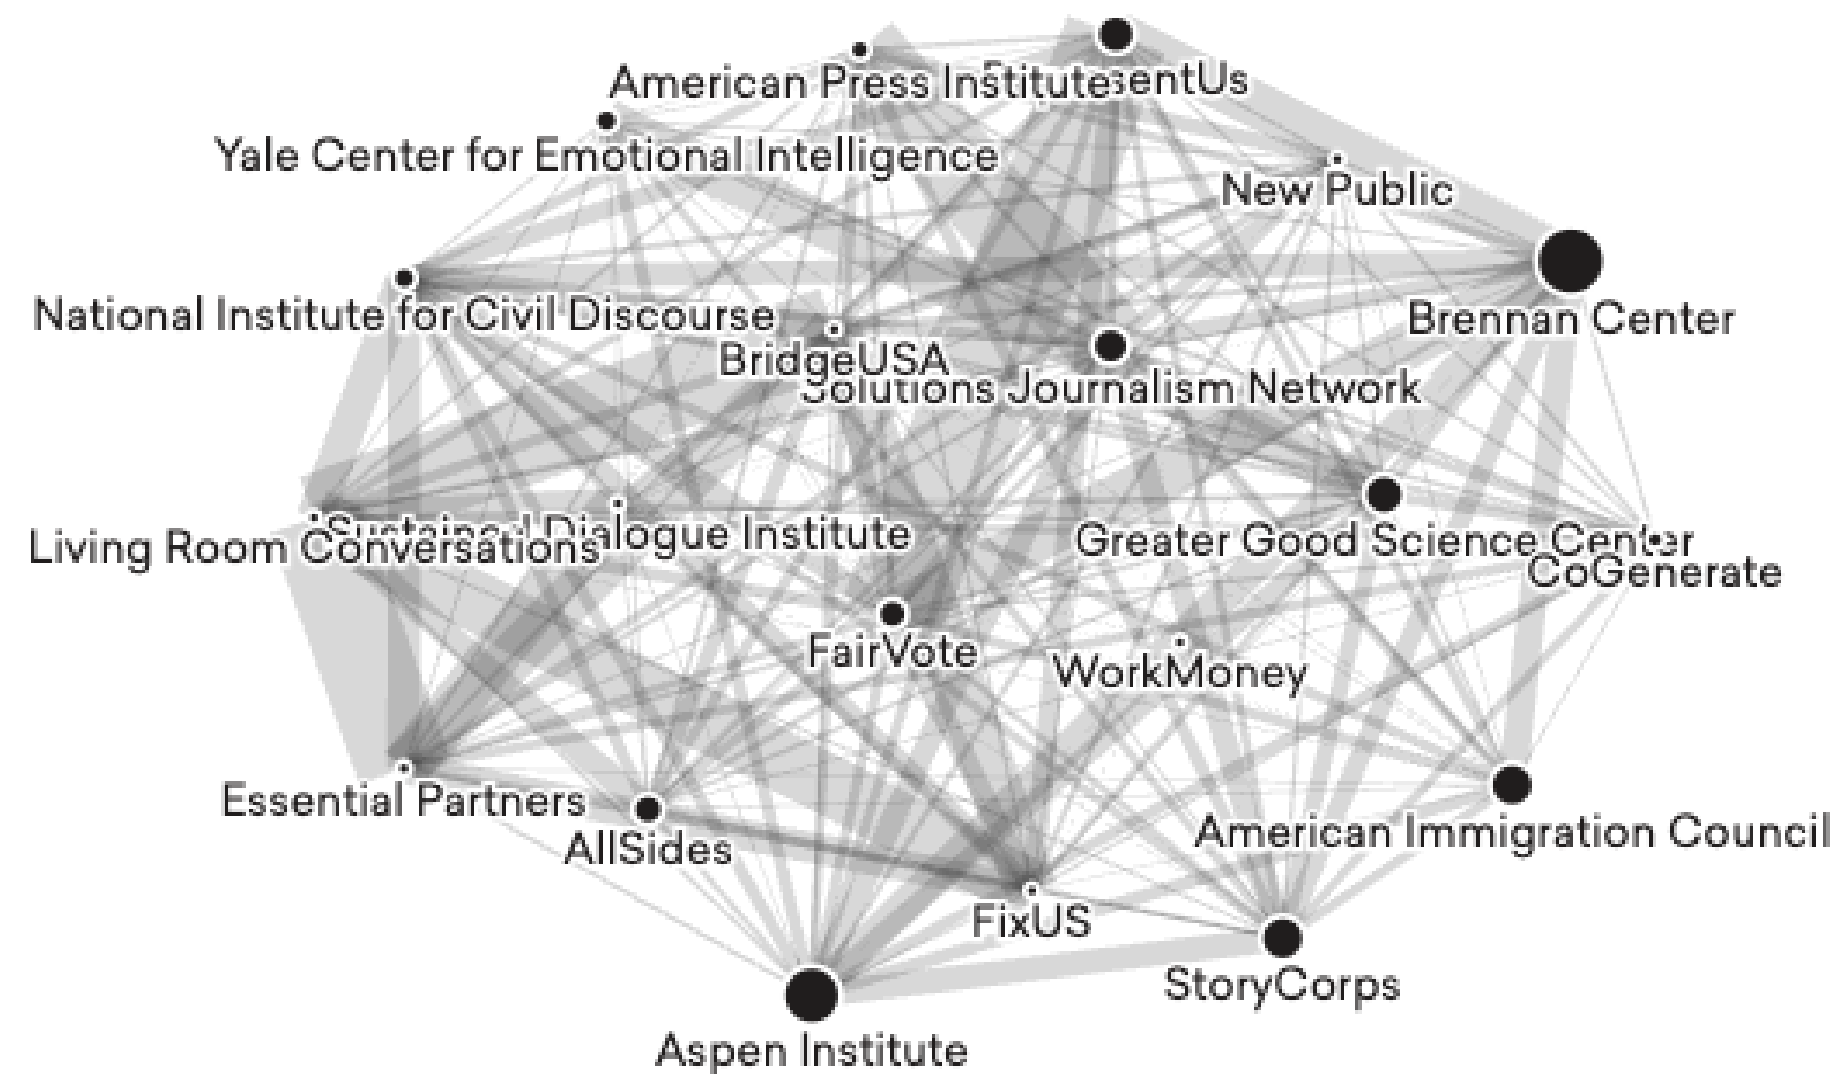 American Press Institute
sentUs
Yale Center for Emotional Intelligence
New Public
National Institute for Civil Discourse
Brennan Center
BridgeUSA
Solutions Journalism Network
Sustained Dialogue Institute
Living Room Conversations
Greater Good Science Center
CoGenerate
FairVote
WorkMoney
Essential Partners
AllSides
American Immigration Council
FixUS
StoryCorps
Aspen Institute